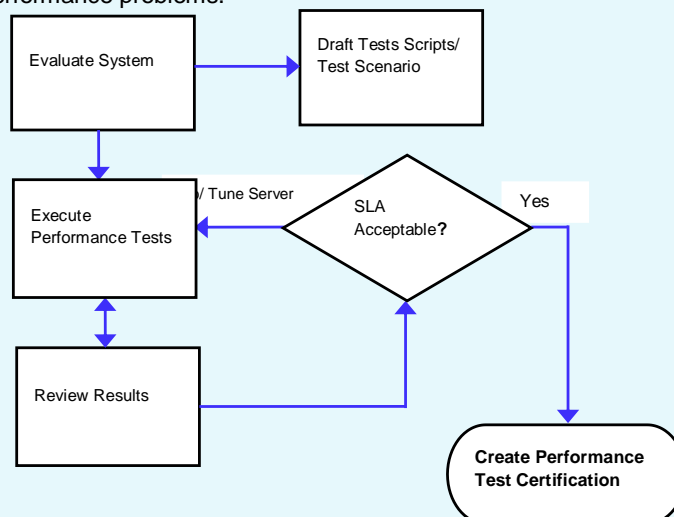 performance problems.
Evaluate System
Draft Tests Scripts/
Test Scenario
/ Tune Server
Execute
Performance Tests
SLA
Acceptable?
Yes
Review Results
Create Performance
Test Certification